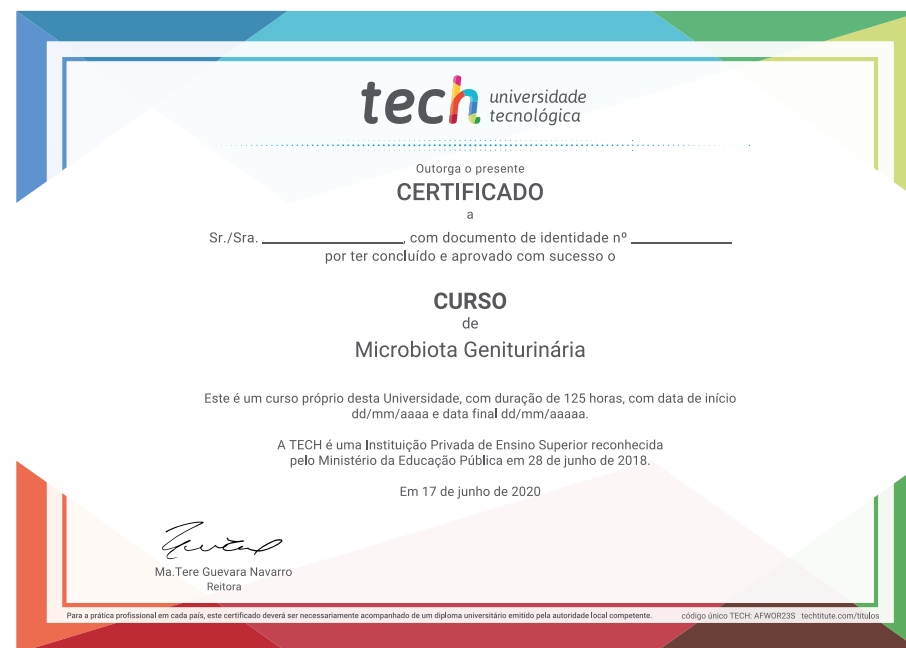 tech universidade
tecnológica
Outorga o presente
CERTIFICADO
a
Sr./Sra. ________________, com documento de identidade nº ____________
por ter concluído e aprovado com sucesso o
CURSO
de
Microbiota Geniturinária
Este é um curso próprio desta Universidade, com duração de 125 horas, com data de início
dd/mm/aaaa e data final dd/mm/aaaaa.
A TECH é uma Instituição Privada de Ensino Superior reconhecida
pelo Ministério da Educação Pública em 28 de junho de 2018.
Em 17 de junho de 2020
Ma.Tere Guevara Navarro
Reitora
Para a prática profissional em cada país, este certificado deverá ser necessariamente acompanhado de um diploma universitário emitido pela autoridade local competente. código único TECH: AFWOR23S techtitute.com/títulos